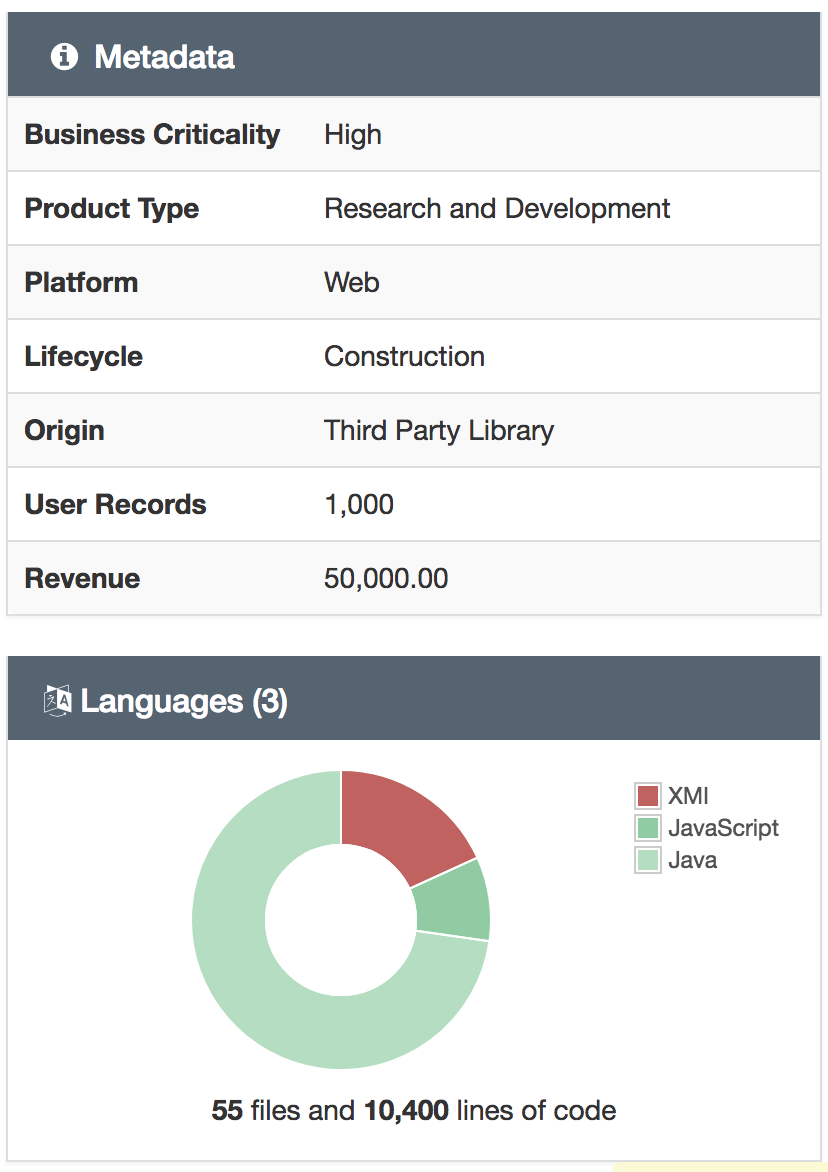 Metadata
Business Criticality High
Product Type Research and Development
Platform Web
Lifecycle Construction
Origin Third Party Library
User Records 1,000
Revenue 50,000.00
Languages (3)
XMl
JavaScript
Java
55 files and 10,400 lines of code